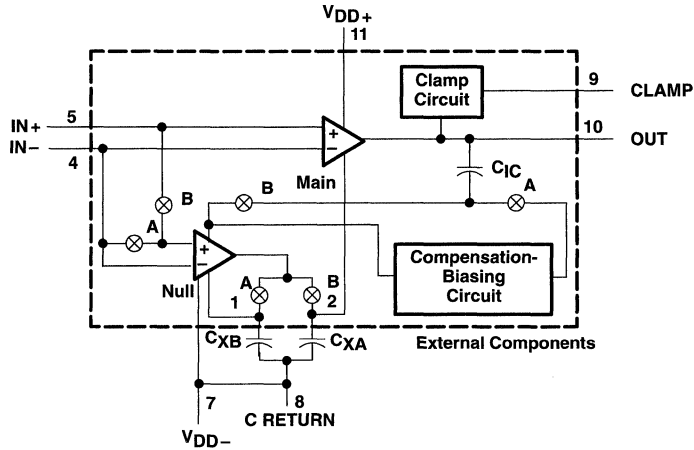 VDD+
11
Clamp
Circuit
9
CLAMP
5
IN+
+
10
OUT
IN−
4
−
Main
CIC
B
B
A
A
+
−
Null
Compensation-
Biasing
Circuit
A
B
1
2
CXB
CXA
External Components
7
8
C RETURN
VDD−